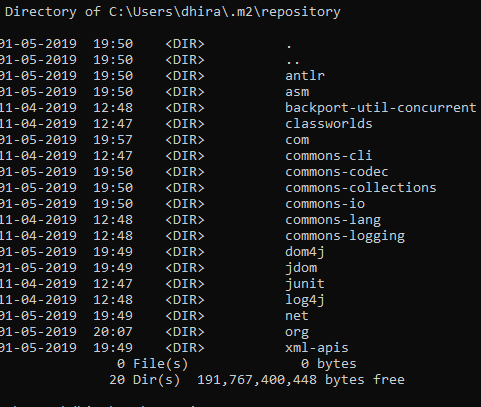 Directory of C:\Users\dhira\.m2\repository
01-05-2019 19:50 <DIR> .
01-05-2019 19:50 <DIR> ..
01-05-2019 19:50 <DIR> antlr
01-05-2019 19:50 <DIR> asm
11-04-2019 12:48 <DIR> backport-util-concurrent
11-04-2019 12:47 <DIR> classworlds
01-05-2019 19:57 <DIR> com
11-04-2019 12:47 <DIR> commons-cli
01-05-2019 19:50 <DIR> commons-codec
01-05-2019 19:50 <DIR> commons-collections
01-05-2019 19:50 <DIR> commons-io
11-04-2019 12:48 <DIR> commons-lang
11-04-2019 12:48 <DIR> commons-logging
01-05-2019 19:49 <DIR> dom4j
01-05-2019 19:49 <DIR> jdom
11-04-2019 12:47 <DIR> junit
11-04-2019 12:48 <DIR> log4j
01-05-2019 19:49 <DIR> net
01-05-2019 20:07 <DIR> org
01-05-2019 19:49 <DIR> xml-apis
0 File(s) 0 bytes
20 Dir(s) 191,767,400,448 bytes free